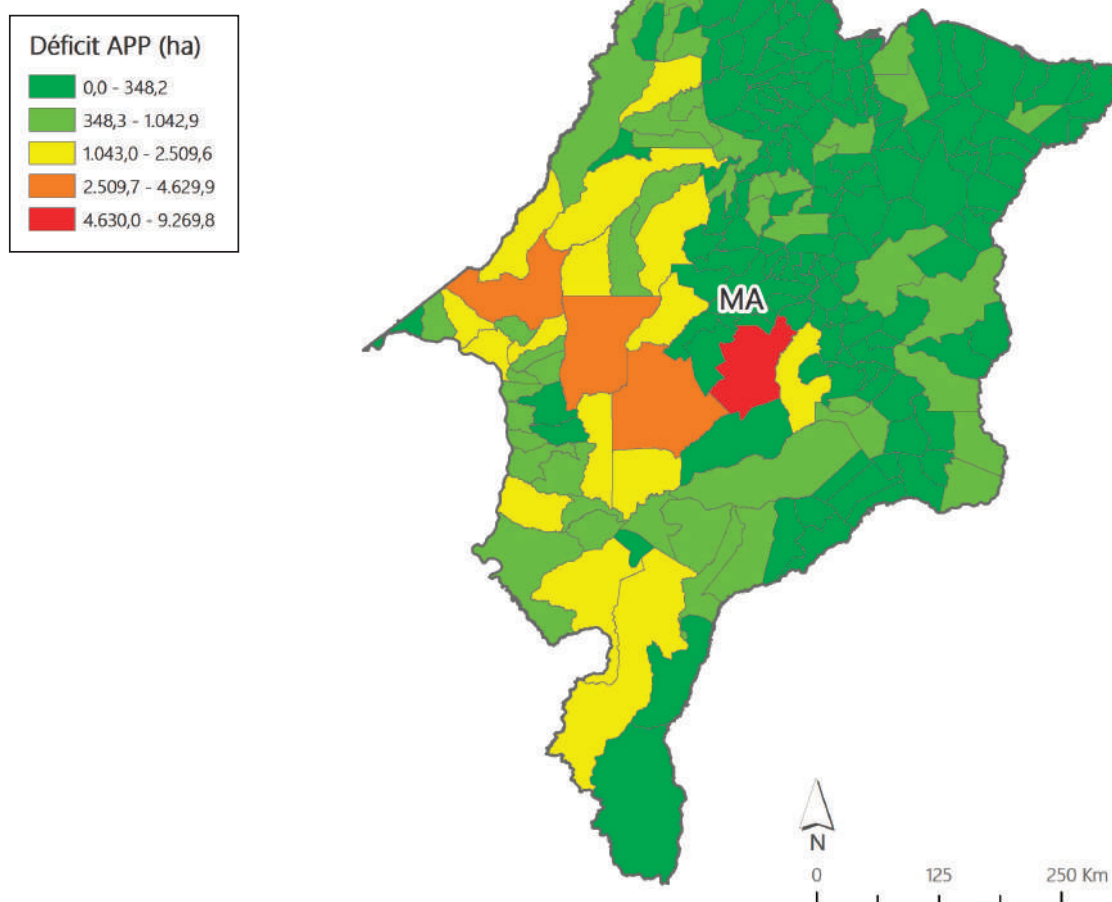 Déficit APP (ha)
0,0 - 348,2
348,3 - 1.042,9
1.043,0 - 2.509,6
2.509,7 - 4.629,9
4.630,0 - 9.269,8
MA
N
0 125 250 Km